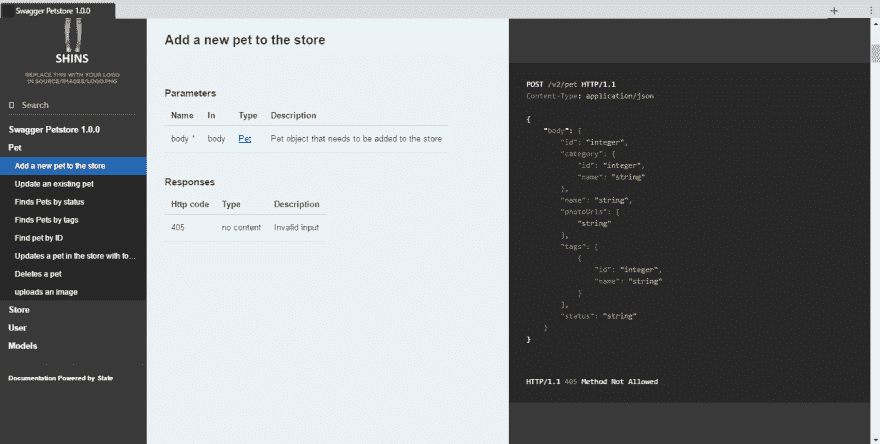 Swagger Petstore 1.0.0
SHINS
REPLACE THIS WITH YOUR LOGO
IN SOURCE/IMAGES/LOGO.PNG
Search
Swagger Petstore 1.0.0
Pet
Add a new pet to the store
Update an existing pet
Finds Pets by status
Finds Pets by tags
Find pet by ID
Updates a pet in the store with fo...
Deletes a pet
uploads an image
Store
User
Models
Documentation Powered by Slate
Add a new pet to the store
Parameters
Name In Type Description
body * body Pet Pet object that needs to be added to the store
Responses
Http code Type Description
405 no content Invalid input
POST /v2/pet HTTP/1.1
Content-Type: application/json
{
"body": {
"id": "integer",
"category": {
"id": "integer",
"name": "string"
},
"name": "string",
"photoUrls": [
"string"
],
"tags": [
{
"id": "integer",
"name": "string"
}
],
"status": "string"
}
}
HTTP/1.1 405 Method Not Allowed